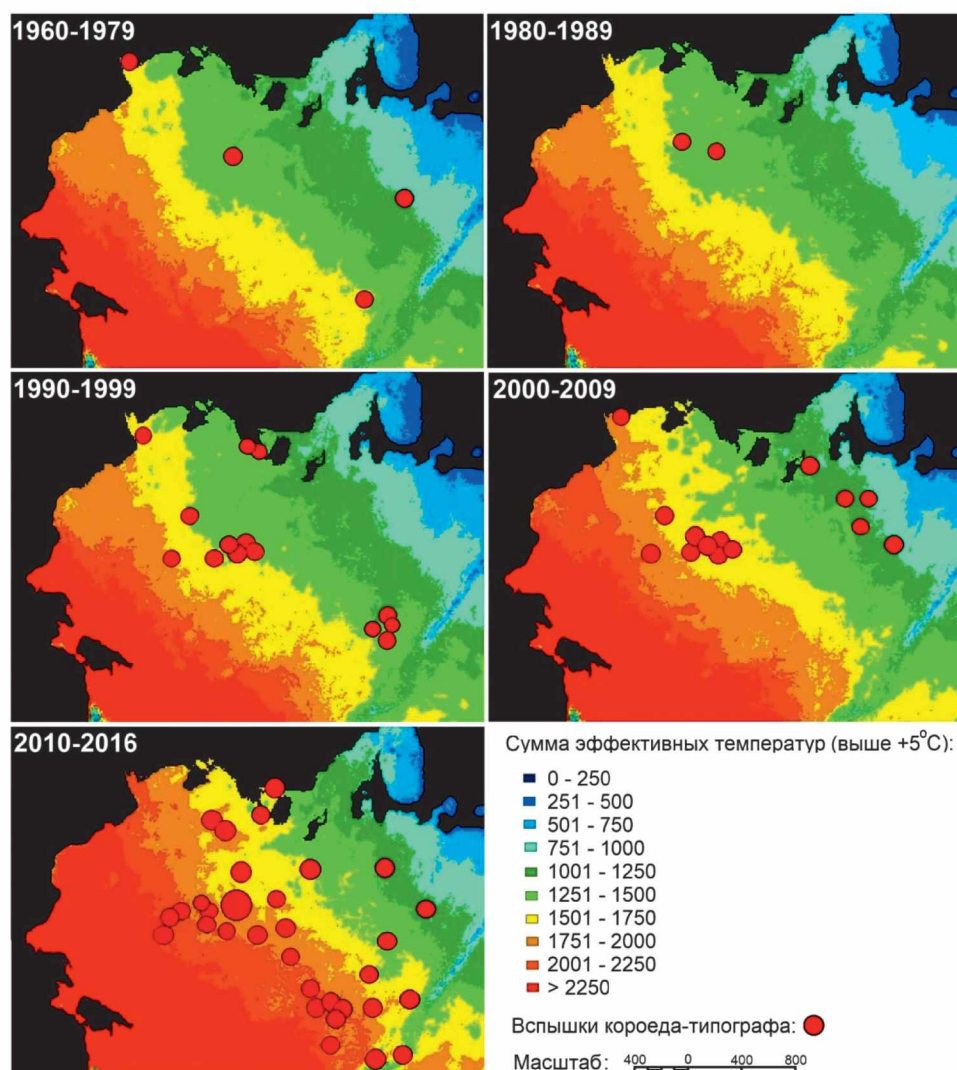 1960-1979
1980-1989
1990-1999
2000-2009
2010-2016
Сумма эффективных температур (выше +5°C):
0 - 250
251 - 500
501 - 750
751 - 1000
1001 - 1250
1251 - 1500
1501 - 1750
1751 - 2000
2001 - 2250
> 2250
Вспышки короеда-типографа:
Масштаб: 400 0 400 800